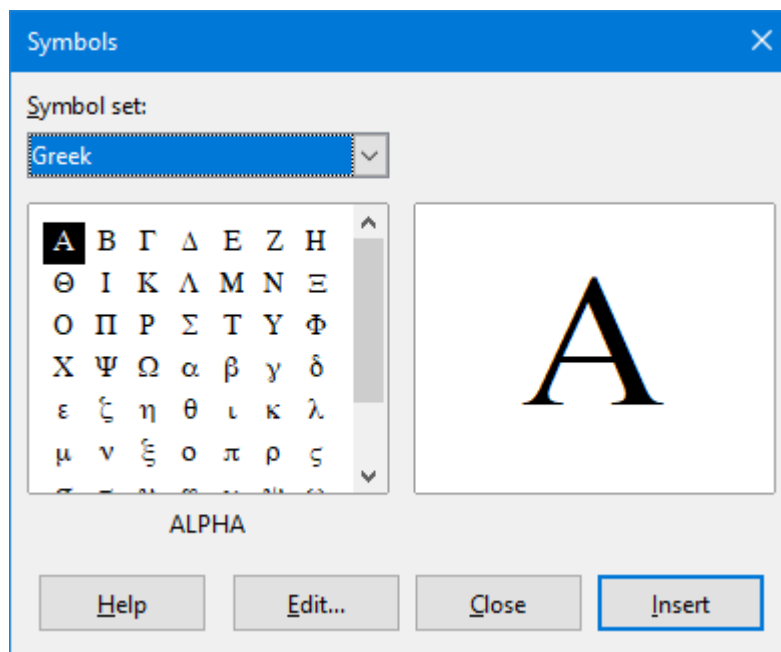 Symbols
Symbol set:
Greek
Α Β Γ Δ Ε Ζ Η
Θ Ι Κ Λ Μ Ν Ξ
Ο Π Ρ Σ Τ Υ Φ
Χ Ψ Ω α β γ δ
ε ζ η θ ι κ λ
μ ν ξ ο π ρ ς
Α
ALPHA
Help
Edit...
Close
Insert